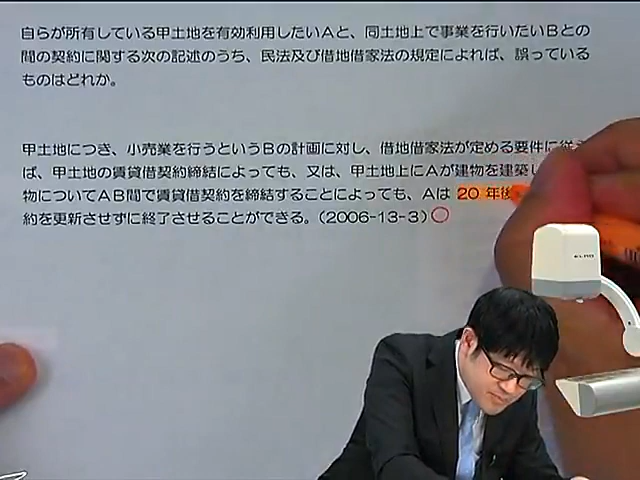 自らが所有している甲土地を有効利用したいAと、同土地上で事業を行いたいBとの
間の契約に関する次の記述のうち、民法及び借地借家法の規定によれば、誤っている
ものはどれか。
甲土地につき、小売業を行うというBの計画に対し、借地借家法が定める要件に従え
ば、甲土地の賃貸借契約締結によっても、又は、甲土地上にAが建物を建築し
物についてAB間で賃貸借契約を締結することによっても、Aは 20 年後
約を更新させずに終了させることができる。(2006-13-3)○